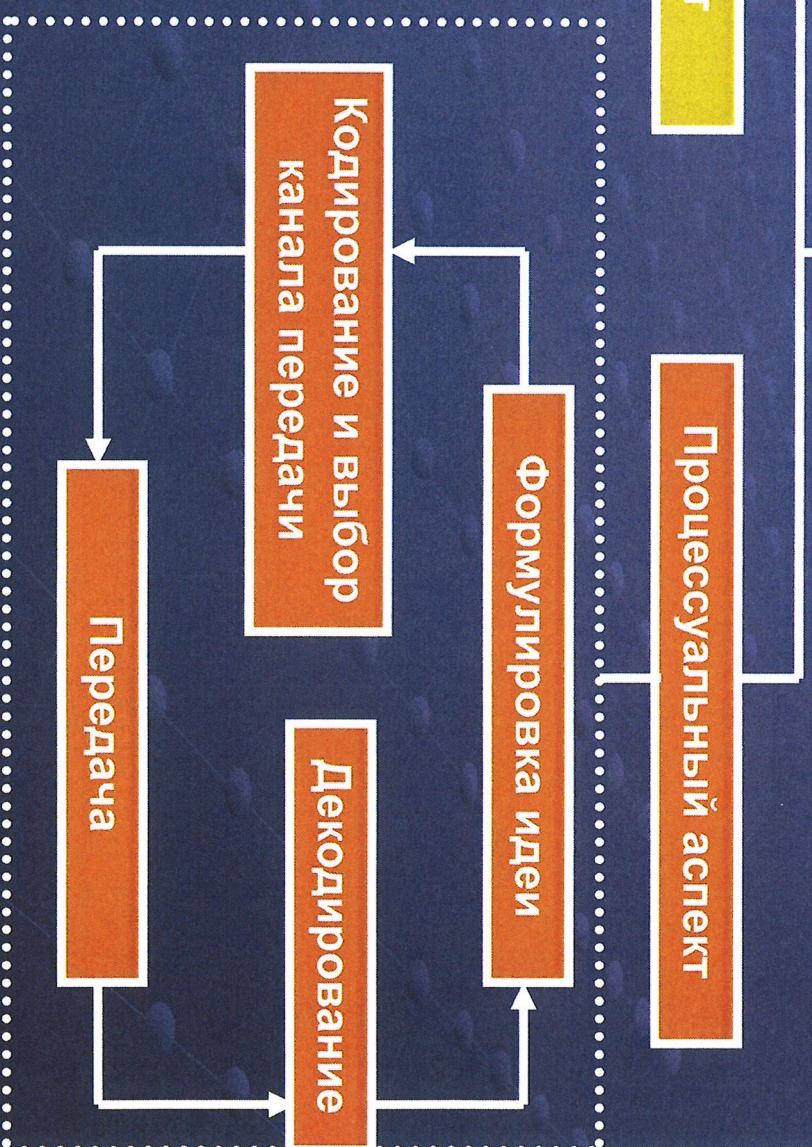 т
Процессуальный аспект
Формулировка идеи
Кодирование и выбор
канала передачи
Декодирование
Передача